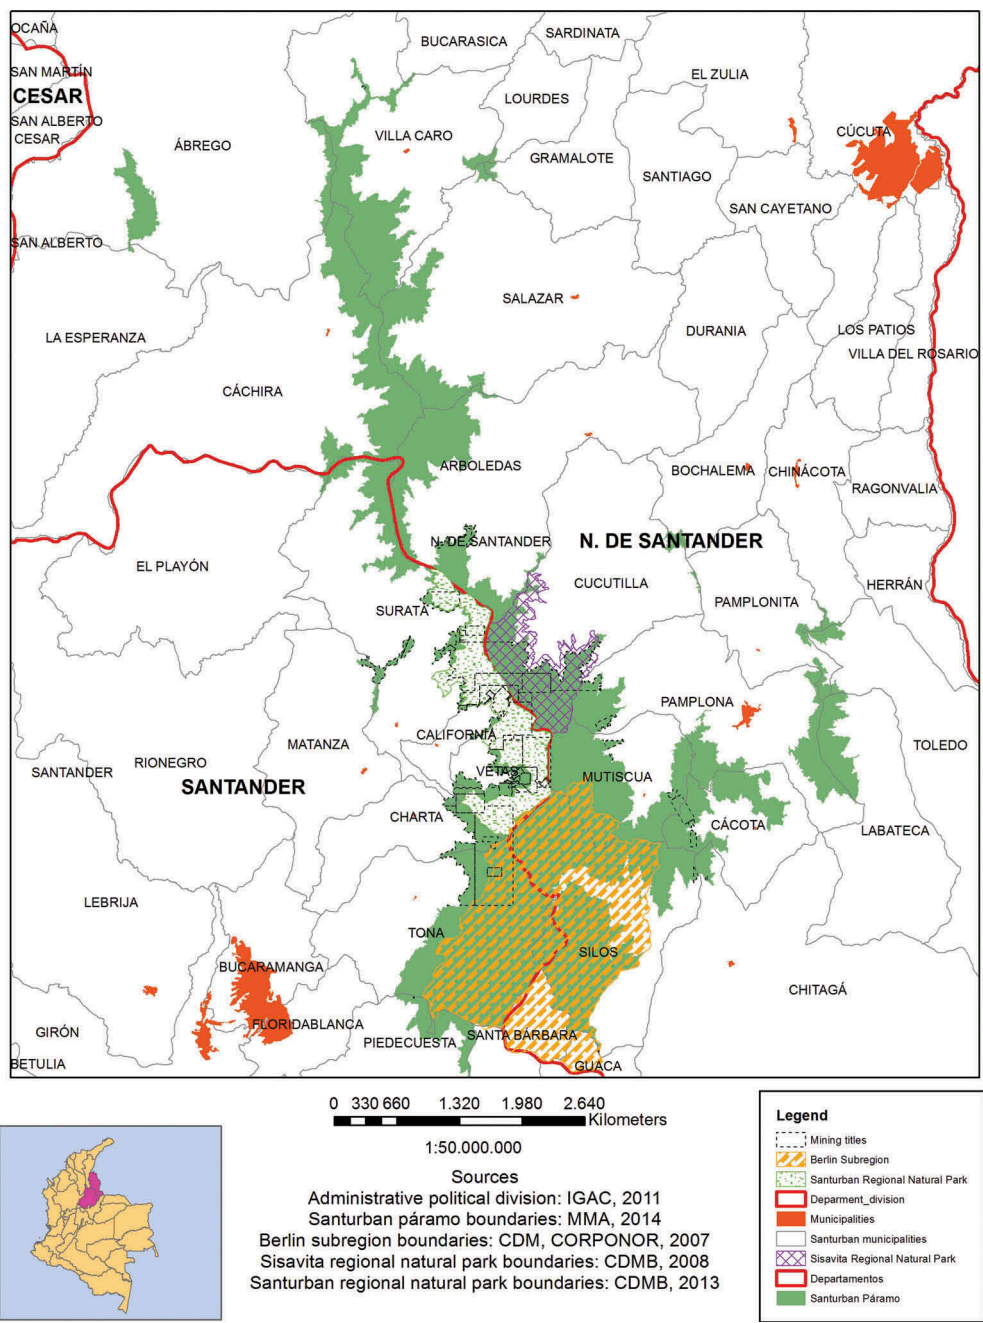 OCAÑA
BUCARASICA
SARDINATA
SAN MARTÍN
EL ZULIA
CESAR
LOURDES
SAN ALBERTO
CESAR
ÁBREGO
VILLA CARO
CÚCUTA
GRAMALOTE
SANTIAGO
SAN CAYETANO
SAN ALBERTO
SALAZAR
LA ESPERANZA
DURANIA
LOS PATIOS
VILLA DEL ROSARIO
CÁCHIRA
ARBOLEDAS
BOCHALEMA
CHINÁCOTA
RAGONVALIA
N. DE SANTANDER
N. DE SANTANDER
EL PLAYÓN
CUCUTILLA
HERRÁN
SURATÁ
PAMPLONITA
PAMPLONA
CALIFORNIA
MATANZA
TOLEDO
RIONEGRO
SANTANDER
VETAS
MUTISCUA
SANTANDER
CHARTA
CÁCOTA
LABATECA
LEBRIJA
TONA
SILOS
BUCARAMANGA
CHITAGÁ
GIRÓN
FLORIDABLANCA
PIEDECUESTA
SANTA BÁRBARA
BETULIA
GUACA
0 330 660 1.320 1.980 2.640
Kilometers
1:50.000.000
Sources
Administrative political division: IGAC, 2011
Santurban páramo boundaries: MMA, 2014
Berlin subregion boundaries: CDM, CORPONOR, 2007
Sisavita regional natural park boundaries: CDMB, 2008
Santurban regional natural park boundaries: CDMB, 2013
Legend
Mining titles
Berlin Subregion
Santurban Regional Natural Park
Deparment_division
Municipalities
Santurban municipalities
Sisavita Regional Natural Park
Departamentos
Santurban Páramo